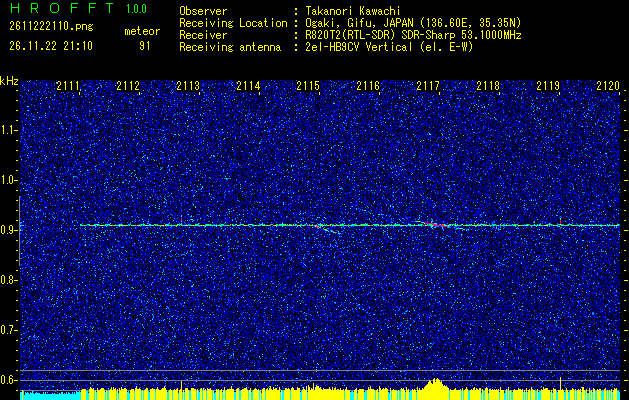 H R O F F T 1.0.0
2611222110.png
26.11.22 21:10
meteor
91
Observer : Takanori Kawachi
Receiving Location : Ogaki, Gifu, JAPAN (136.60E, 35.35N)
Receiver : R820T2(RTL-SDR) SDR-Sharp 53.1000MHz
Receiving antenna : 2el-HB9CV Vertical (el. E-W)
kHz 2111 2112 2113 2114 2115 2116 2117 2118 2119 2120
1.1
1.0
0.9
0.8
0.7
0.6